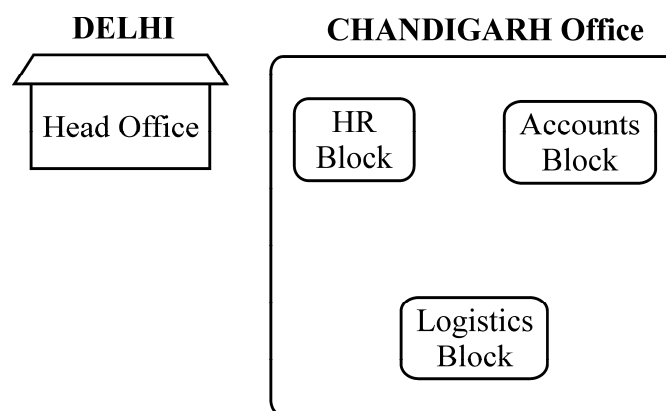 DELHI
CHANDIGARH Office
Head Office
HR
Block
Accounts
Block
Logistics
Block